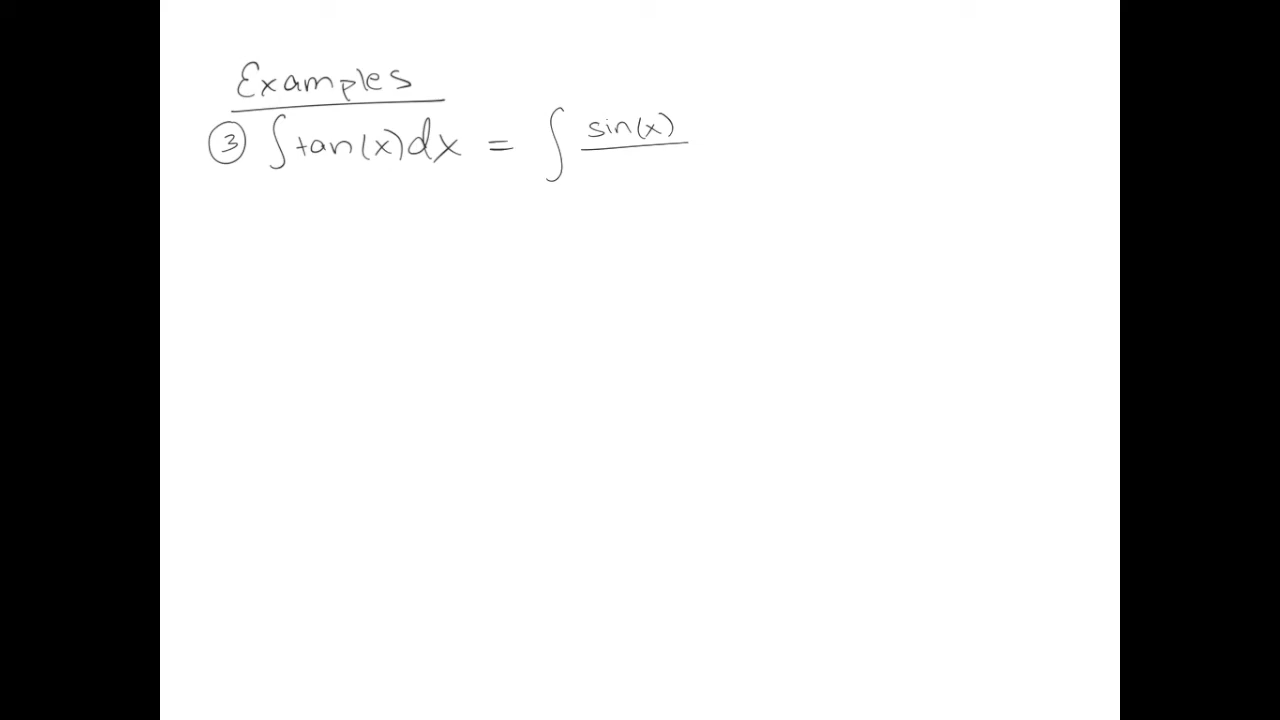 Examples
③ ∫tan(x)dx = ∫ sin(x)/